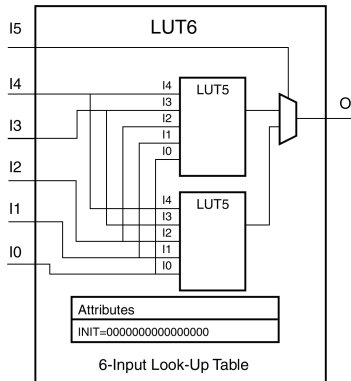 LUT6
I5
I4
I3
I2
I1
I0
I4
I3
I2
I1
I0
LUT5
I4
I3
I2
I1
I0
LUT5
O
Attributes
INIT=0000000000000000
6-Input Look-Up Table